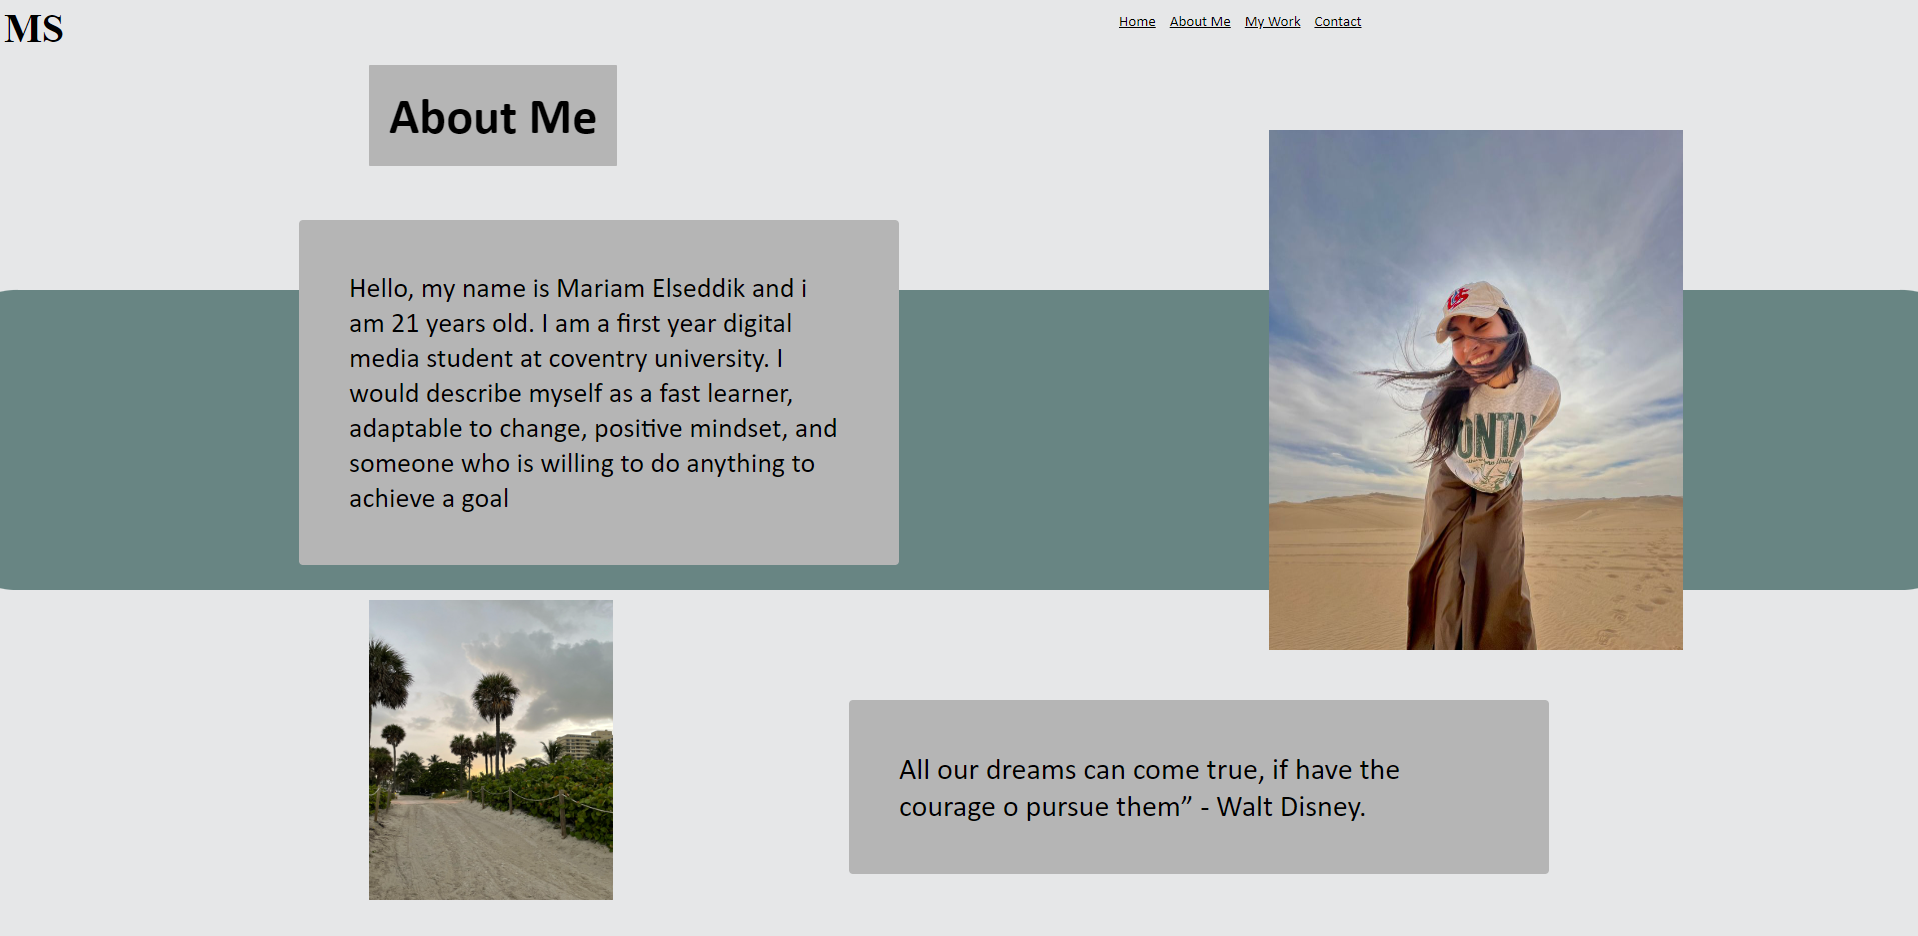 MS
Home About Me My Work Contact
About Me
Hello, my name is Mariam Elseddik and i
am 21 years old. I am a first year digital
media student at coventry university. I
would describe myself as a fast learner,
adaptable to change, positive mindset, and
someone who is willing to do anything to
achieve a goal
All our dreams can come true, if have the
courage o pursue them” - Walt Disney.